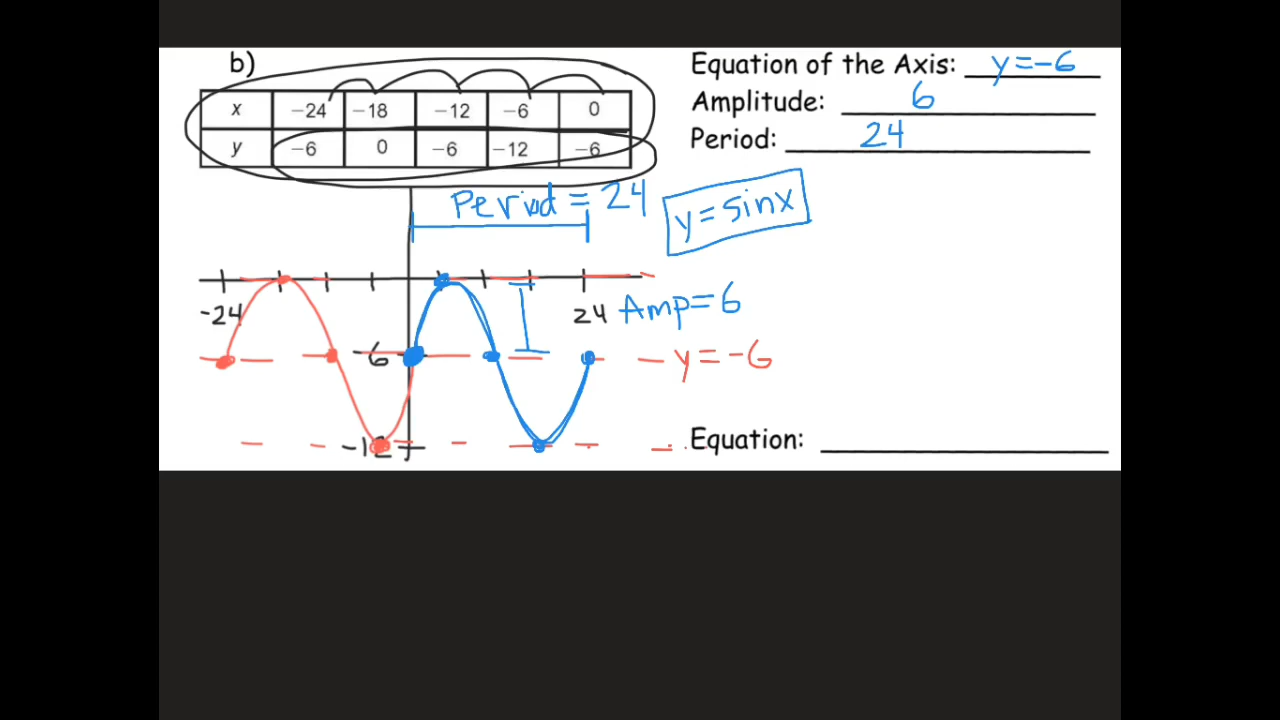 b)
x −24 −18 −12 −6 0
y −6 0 −6 −12 −6
Equation of the Axis: y=-6
Amplitude: 6
Period: 24
Period = 24
y = sinx
-24
24
Amp=6
-6
y = -6
-12
Equation: